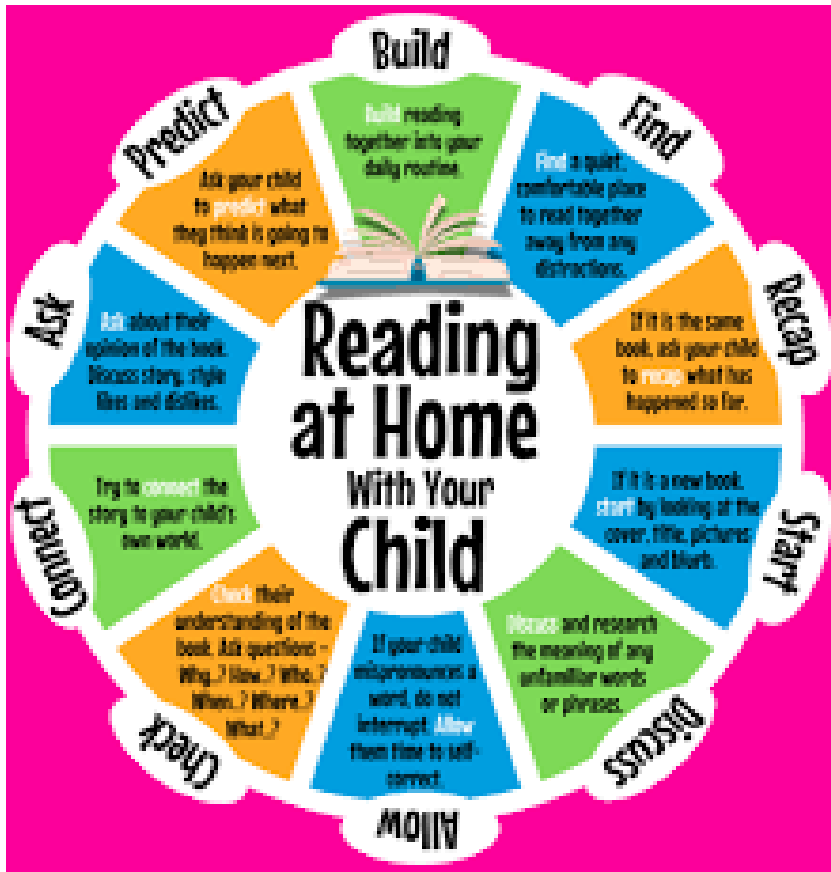 Build
Build reading
together into your
daily routine.
Find
Find a quiet,
comfortable place
to read together
away from any
distractions.
Recap
If it is the same
book, ask your child
to recap what has
happened so far.
Start
If it is a new book,
start by looking at the
cover, title, pictures
and blurb.
Discuss
Discuss and research
the meaning of any
unfamiliar words
or phrases.
Allow
If your child
mispronounces a
word, do not
interrupt. Allow
them time to self-
correct.
Check
Check their
understanding of the
book. Ask questions -
Why..? How..? Who..?
When..? Where..?
What..?
Connect
Try to connect the
story to your child's
own world.
Ask
Ask about their
opinion of the book.
Discuss story, style
likes and dislikes.
Predict
Ask your child
to predict what
they think is going to
happen next.
Reading
at Home
With Your
Child